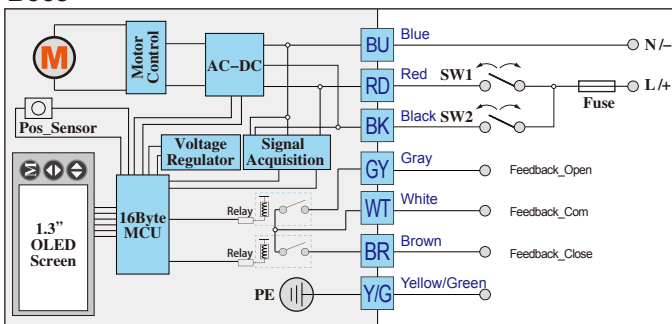 M
Motor Control
AC-DC
BU Blue N/-
RD Red SW1 L/+
Fuse
BK Black SW2
Pos_Sensor
Voltage Regulator
Signal Acquisition
GY Gray Feedback_Open
M
1.3” OLED Screen
16Byte MCU
Relay
WT White Feedback_Com
Relay
BR Brown Feedback_Close
PE
Y/G Yellow/Green